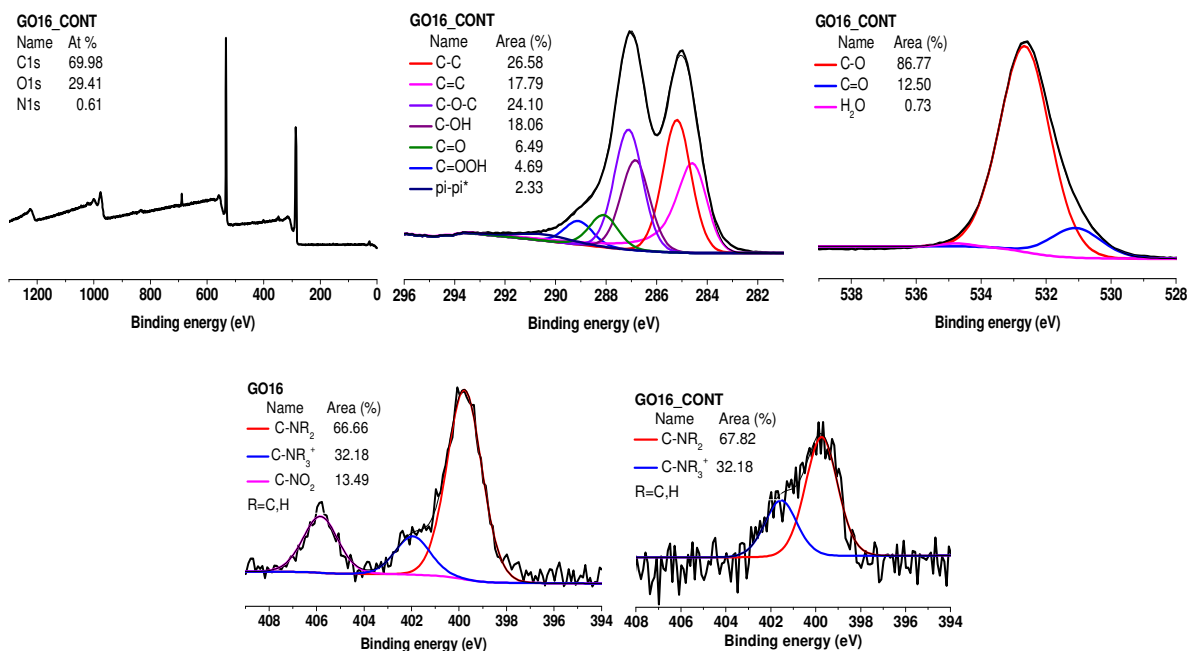 GO16_CONT
Name At %
C1s 69.98
O1s 29.41
N1s 0.61
1200 1000 800 600 400 200 0
Binding energy (eV)
GO16_CONT
Name Area (%)
C-C 26.58
C=C 17.79
C-O-C 24.10
C-OH 18.06
C=O 6.49
C=OOH 4.69
pi-pi* 2.33
296 294 292 290 288 286 284 282
Binding energy (eV)
GO16_CONT
Name Area (%)
C-O 86.77
C=O 12.50
H₂O 0.73
538 536 534 532 530 528
Binding energy (eV)
GO16
Name Area (%)
C-NR₂ 66.66
C-NR₃⁺ 32.18
C-NO₂ 13.49
R=C,H
408 406 404 402 400 398 396 394
Binding energy (eV)
GO16_CONT
Name Area (%)
C-NR₂ 67.82
C-NR₃⁺ 32.18
R=C,H
408 406 404 402 400 398 396 394
Binding energy (eV)